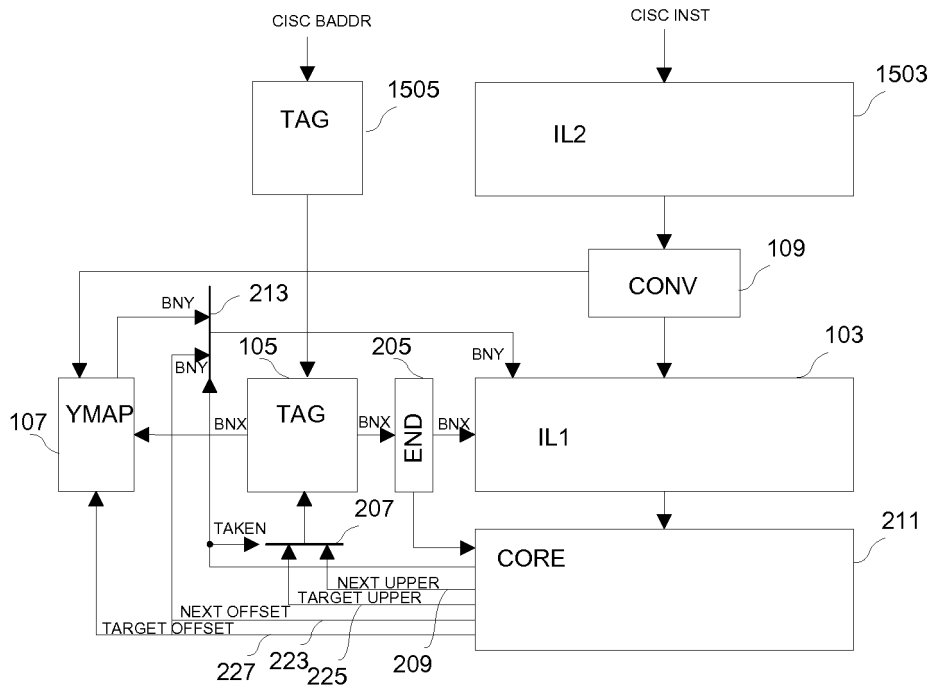 CISC BADDR
CISC INST
1505
1503
TAG
IL2
109
CONV
213
BNY
BNY
105
205
BNY
103
107
YMAP
BNX
TAG
BNX
END
BNX
IL1
207
211
TAKEN
CORE
NEXT UPPER
TARGET UPPER
NEXT OFFSET
TARGET OFFSET
227
223
225
209